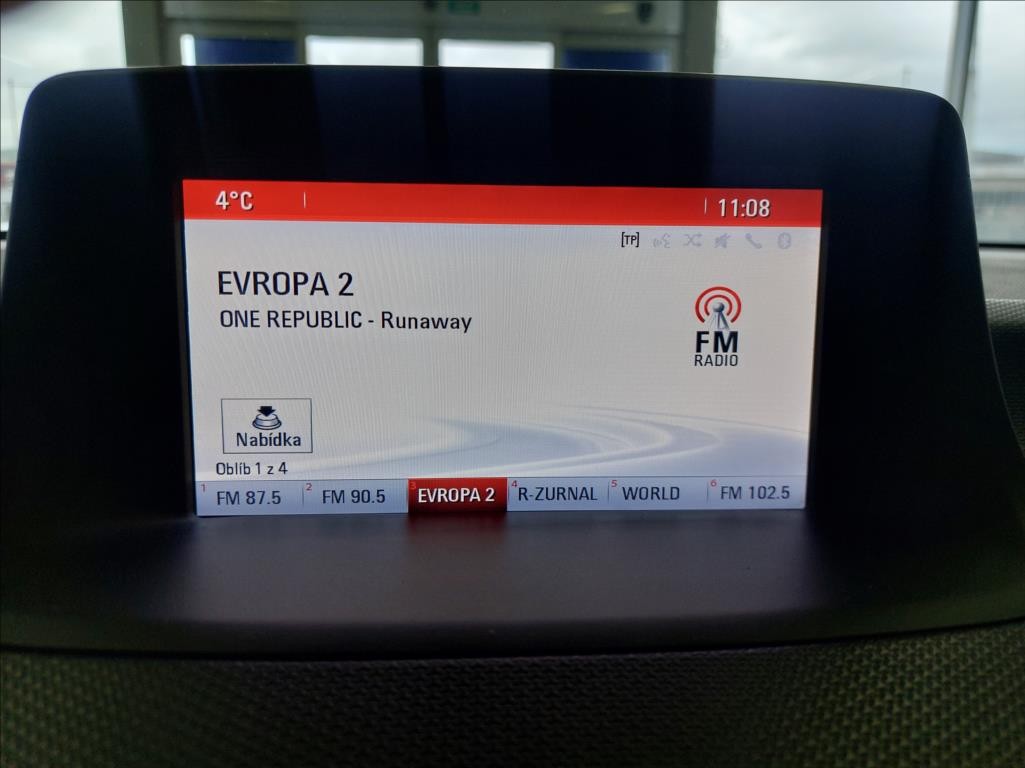 4°C
11:08
[TP]
EVROPA 2
ONE REPUBLIC - Runaway
FM
RADIO
Nabídka
Oblíb 1 z 4
1 FM 87.5
2 FM 90.5
3 EVROPA 2
4 R-ZURNAL
5 WORLD
6 FM 102.5